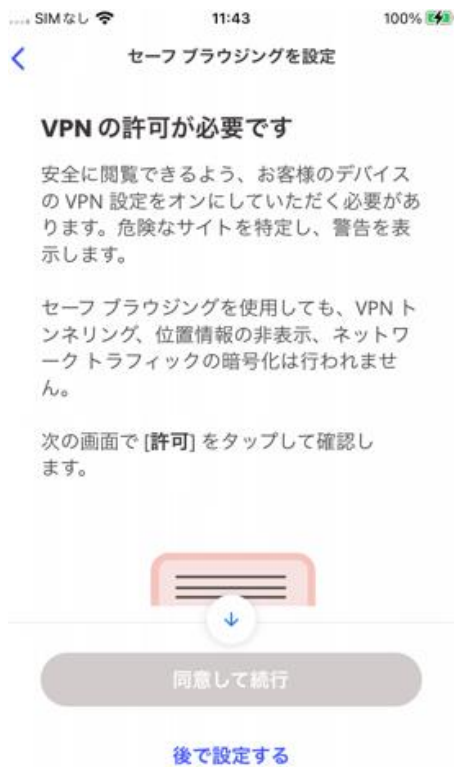 SIMなし 11:43 100%
セーフ ブラウジングを設定
VPN の許可が必要です
安全に閲覧できるよう、お客様のデバイス
の VPN 設定をオンにしていただく必要があ
ります。危険なサイトを特定し、警告を表
示します。
セーフ ブラウジングを使用しても、VPN ト
ンネリング、位置情報の非表示、ネットワ
ーク トラフィックの暗号化は行われませ
ん。
次の画面で [許可] をタップして確認し
ます。
同意して続行
後で設定する